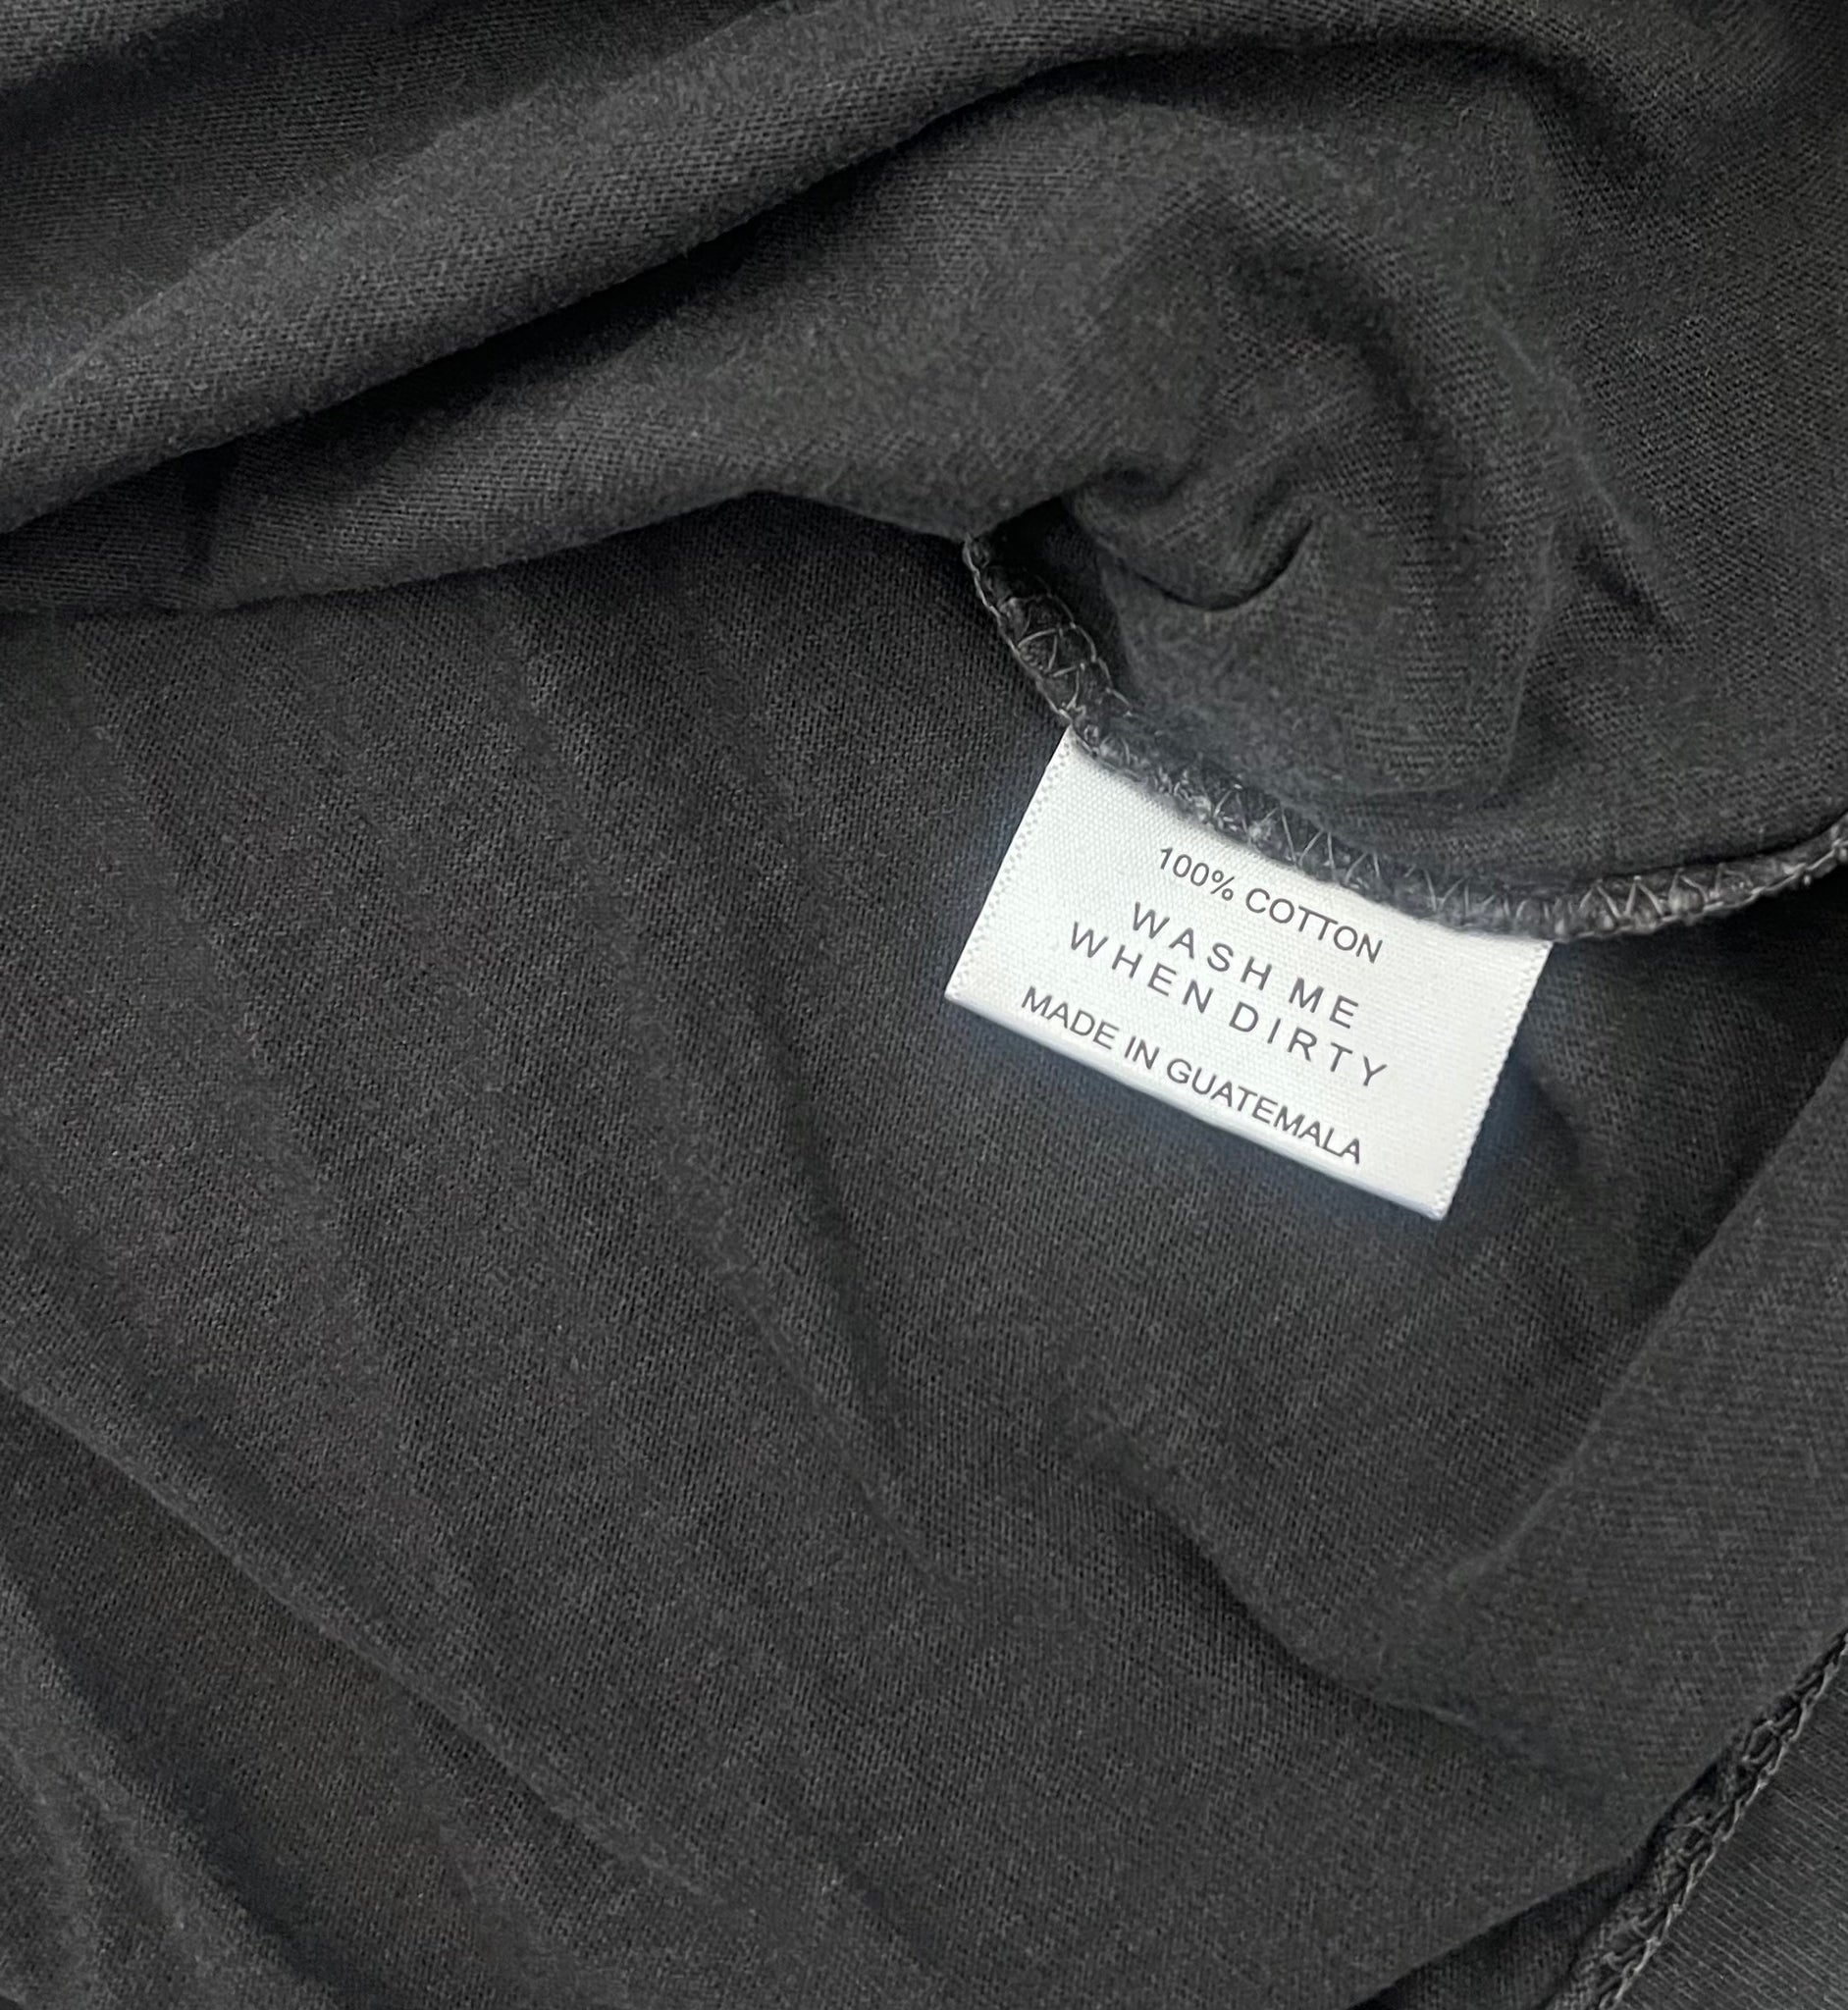 100% COTTON
WASH ME
WHEN DIRTY
MADE IN GUATEMALA